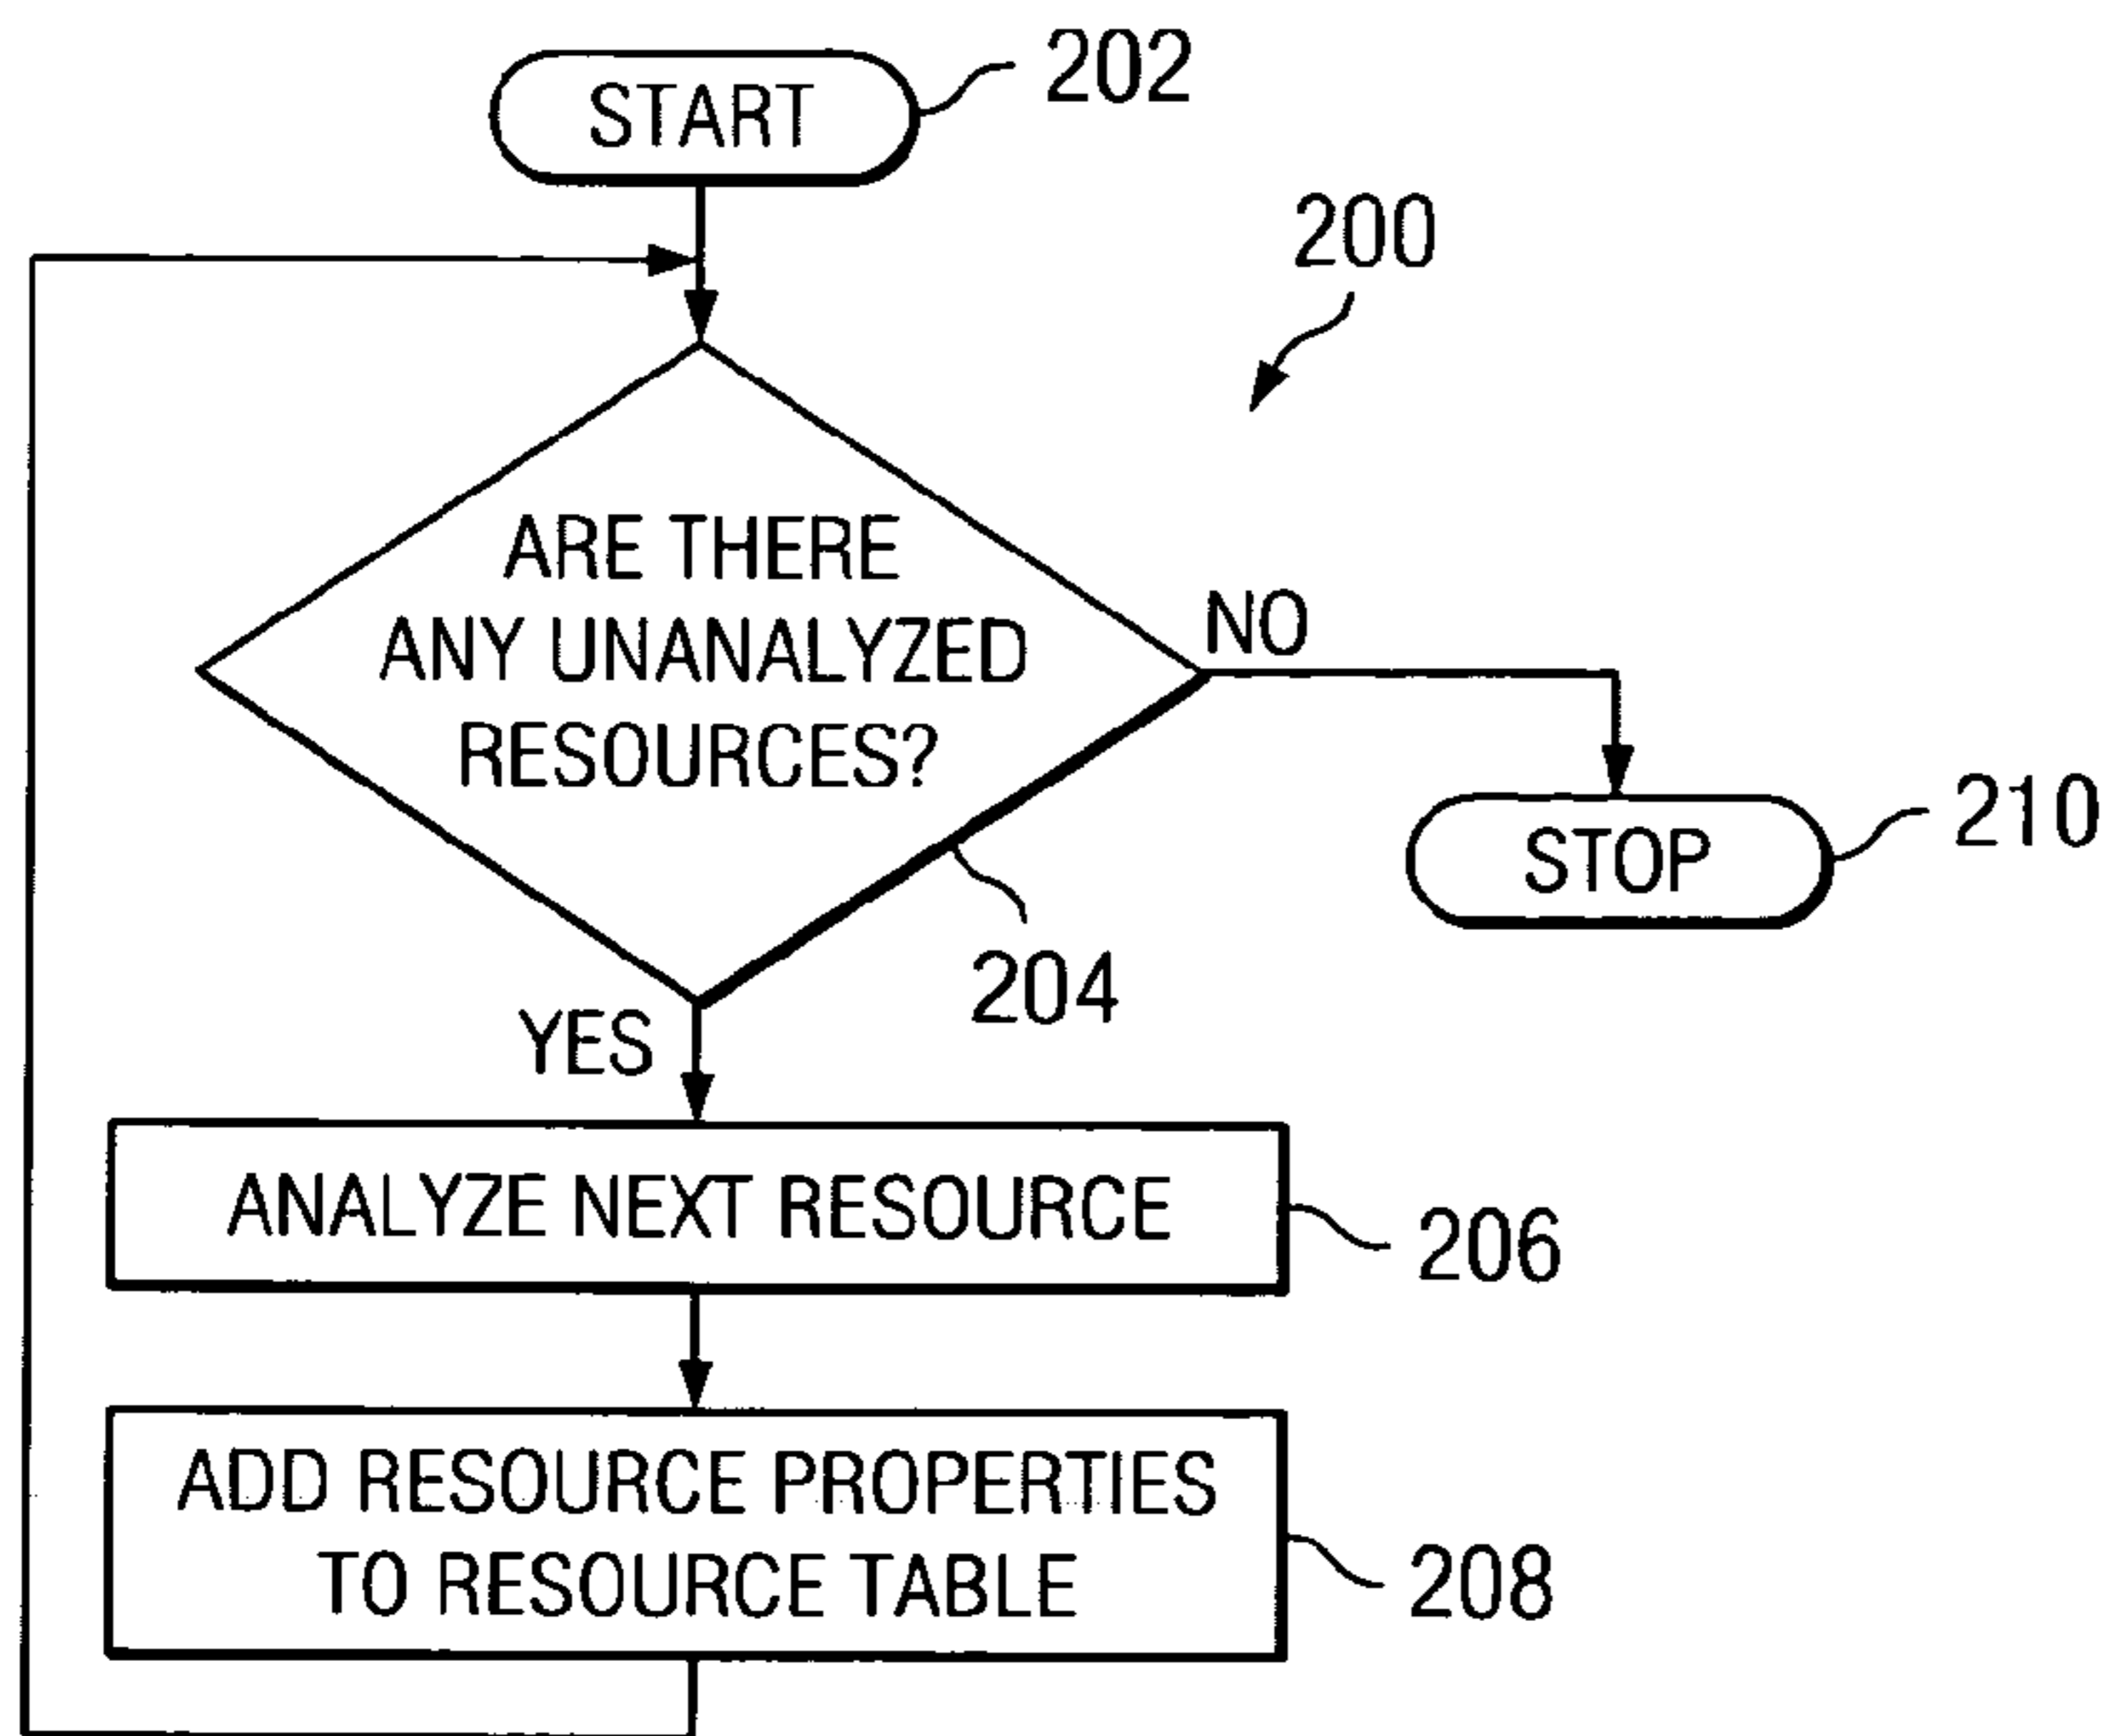 START
202
200
ARE THERE
ANY UNANALYZED
RESOURCES?
NO
STOP
210
204
YES
ANALYZE NEXT RESOURCE
206
ADD RESOURCE PROPERTIES
TO RESOURCE TABLE
208